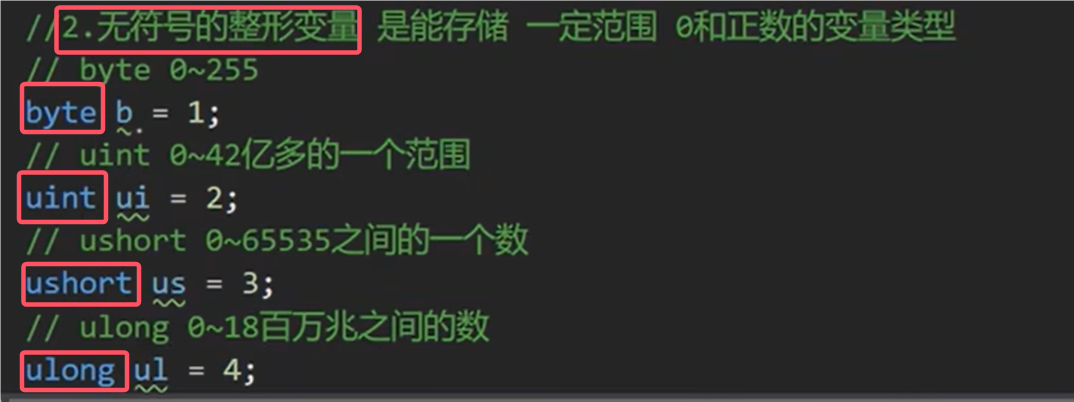 //2.无符号的整形变量 是能存储 一定范围 0和正数的变量类型
// byte 0~255
byte b = 1;
// uint 0~42亿多的一个范围
uint ui = 2;
// ushort 0~65535之间的一个数
ushort us = 3;
// ulong 0~18百万兆之间的数
ulong ul = 4;